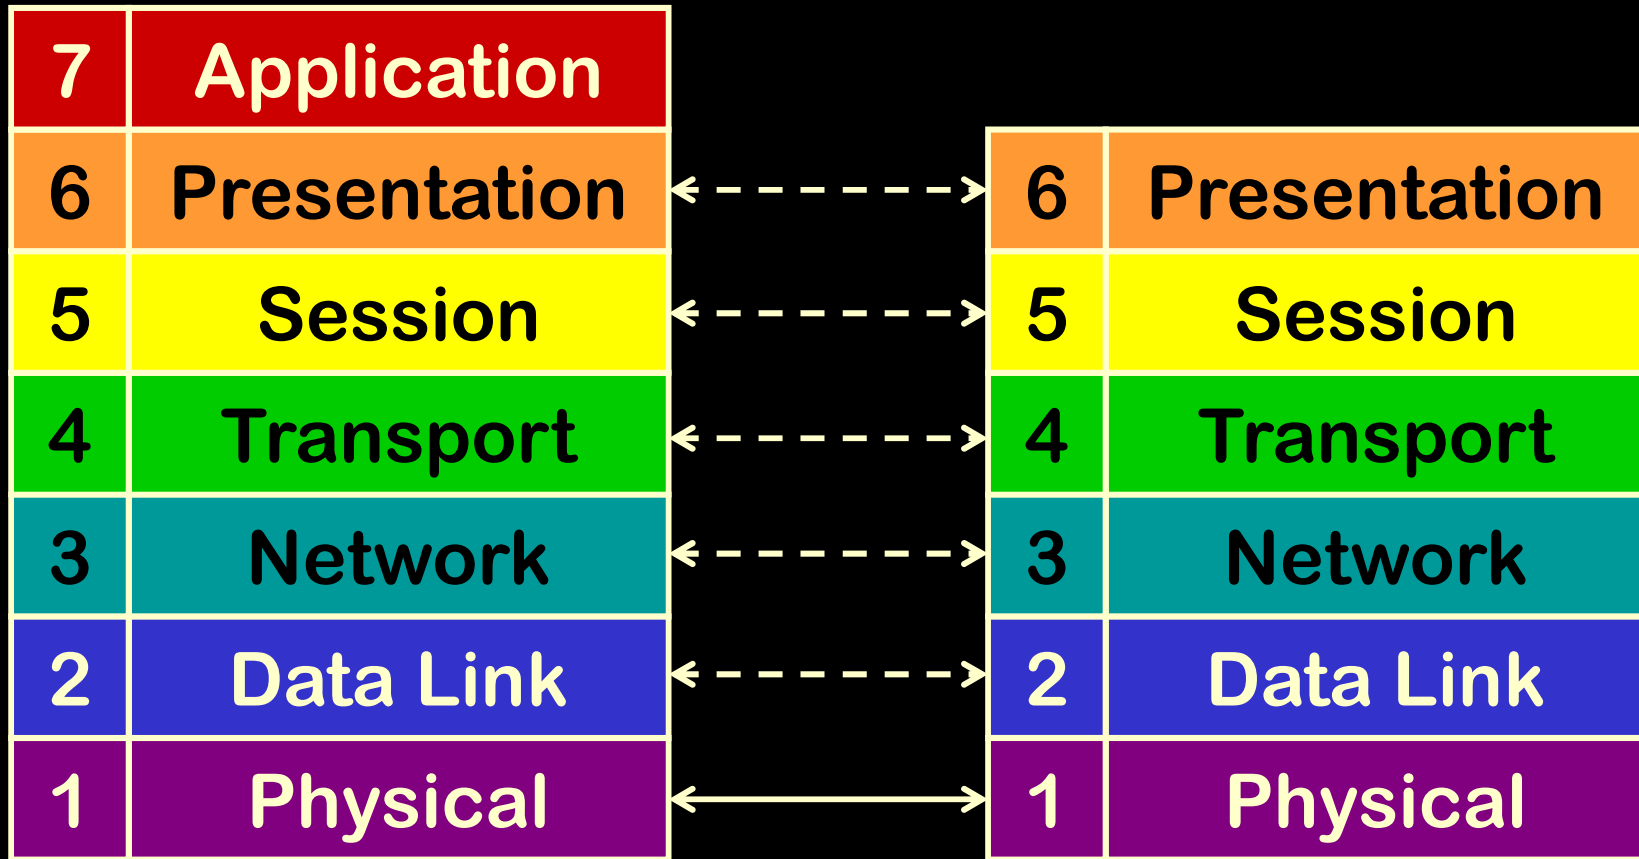 7 Application
6 Presentation 6 Presentation
5 Session 5 Session
4 Transport 4 Transport
3 Network 3 Network
2 Data Link 2 Data Link
1 Physical 1 Physical